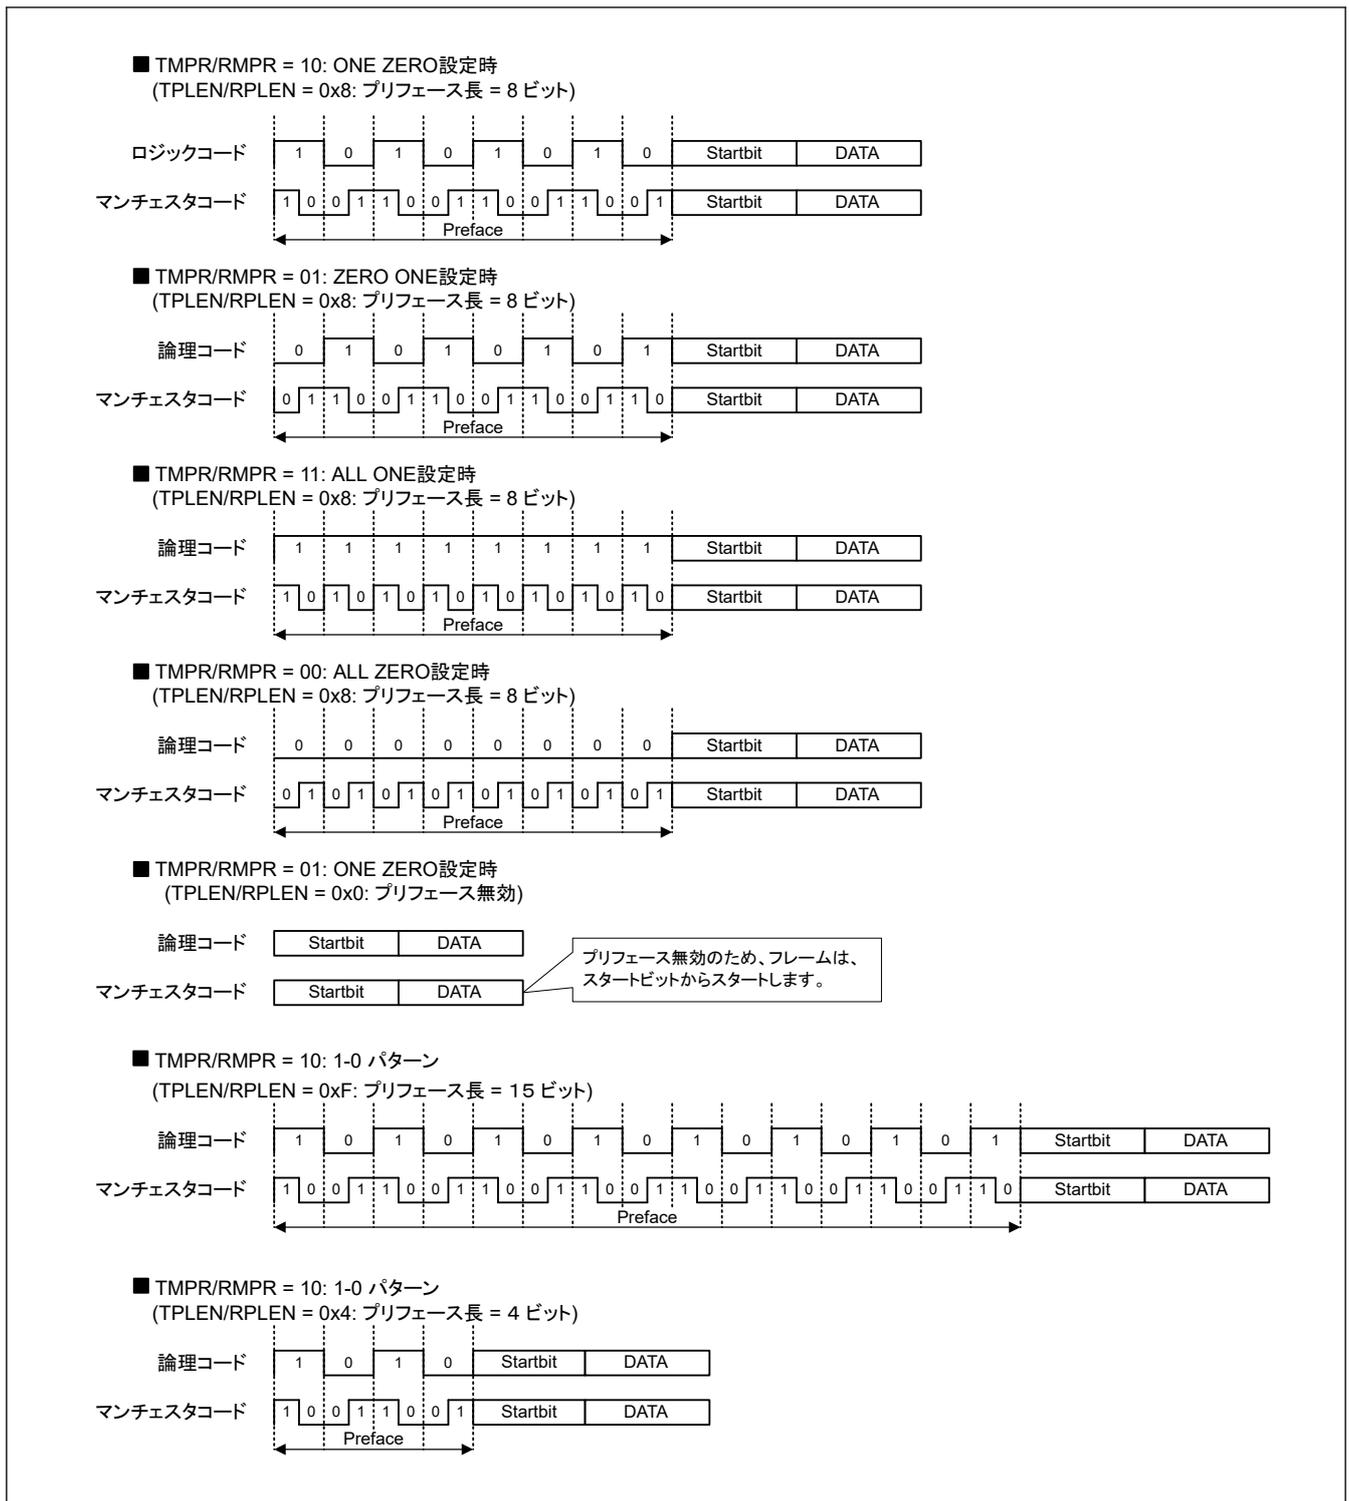 ■ TMPR/RMPR = 10: ONE ZERO設定時
(TPLEN/RPLEN = 0x8: プリフェース長 = 8 ビット)
ロジックコード 1 0 1 0 1 0 1 0 Startbit DATA
マンチェスタコード 1 0 0 1 1 0 0 1 1 0 0 1 1 0 0 1 Startbit DATA
Preface
■ TMPR/RMPR = 01: ZERO ONE設定時
(TPLEN/RPLEN = 0x8: プリフェース長 = 8 ビット)
論理コード 0 1 0 1 0 1 0 1 Startbit DATA
マンチェスタコード 0 1 1 0 0 1 1 0 0 1 1 0 0 1 1 0 Startbit DATA
Preface
■ TMPR/RMPR = 11: ALL ONE設定時
(TPLEN/RPLEN = 0x8: プリフェース長 = 8 ビット)
論理コード 1 1 1 1 1 1 1 1 Startbit DATA
マンチェスタコード 1 0 1 0 1 0 1 0 1 0 1 0 1 0 1 0 Startbit DATA
Preface
■ TMPR/RMPR = 00: ALL ZERO設定時
(TPLEN/RPLEN = 0x8: プリフェース長 = 8 ビット)
論理コード 0 0 0 0 0 0 0 0 Startbit DATA
マンチェスタコード 0 1 0 1 0 1 0 1 0 1 0 1 0 1 0 1 Startbit DATA
Preface
■ TMPR/RMPR = 01: ONE ZERO設定時
(TPLEN/RPLEN = 0x0: プリフェース無効)
論理コード Startbit DATA
マンチェスタコード Startbit DATA
プリフェース無効のため、フレームは、
スタートビットからスタートします。
■ TMPR/RMPR = 10: 1-0 パターン
(TPLEN/RPLEN = 0xF: プリフェース長 = 15 ビット)
論理コード 1 0 1 0 1 0 1 0 1 0 1 0 1 0 1 Startbit DATA
マンチェスタコード 1 0 0 1 1 0 0 1 1 0 0 1 1 0 0 1 1 0 0 1 1 0 0 1 1 0 0 1 1 0 Startbit DATA
Preface
■ TMPR/RMPR = 10: 1-0 パターン
(TPLEN/RPLEN = 0x4: プリフェース長 = 4 ビット)
論理コード 1 0 1 0 Startbit DATA
マンチェスタコード 1 0 0 1 1 0 0 1 Startbit DATA
Preface